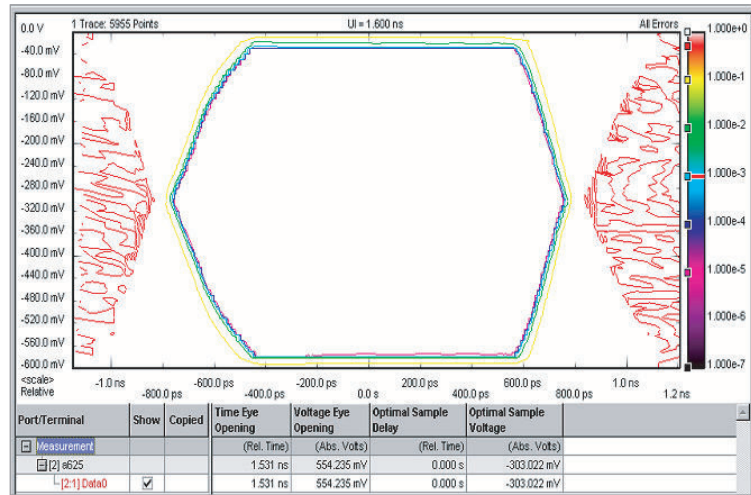 0.0 V 1 Trace: 5955 Points UI = 1.600 ns All Errors 1.000e+0
-40.0 mV
-80.0 mV 1.000e-1
-120.0 mV
-160.0 mV 1.000e-2
-200.0 mV
-240.0 mV
-280.0 mV 1.000e-3
-320.0 mV
-360.0 mV 1.000e-4
-400.0 mV
-440.0 mV 1.000e-5
-480.0 mV
-520.0 mV 1.000e-6
-560.0 mV
-600.0 mV 1.000e-7
<scale> -1.0 ns -600.0 ps -200.0 ps 200.0 ps 600.0 ps 1.0 ns
Relative -800.0 ps -400.0 ps 0.0 s 400.0 ps 800.0 ps 1.2 ns
Port/Terminal Show Copied Time Eye Opening Voltage Eye Opening Optimal Sample Delay Optimal Sample Voltage
Measurement (Rel. Time) (Abs. Volts) (Rel. Time) (Abs. Volts)
[2] a625 1.531 ns 554.235 mV 0.000 s -303.022 mV
[2:1] Data0 1.531 ns 554.235 mV 0.000 s -303.022 mV